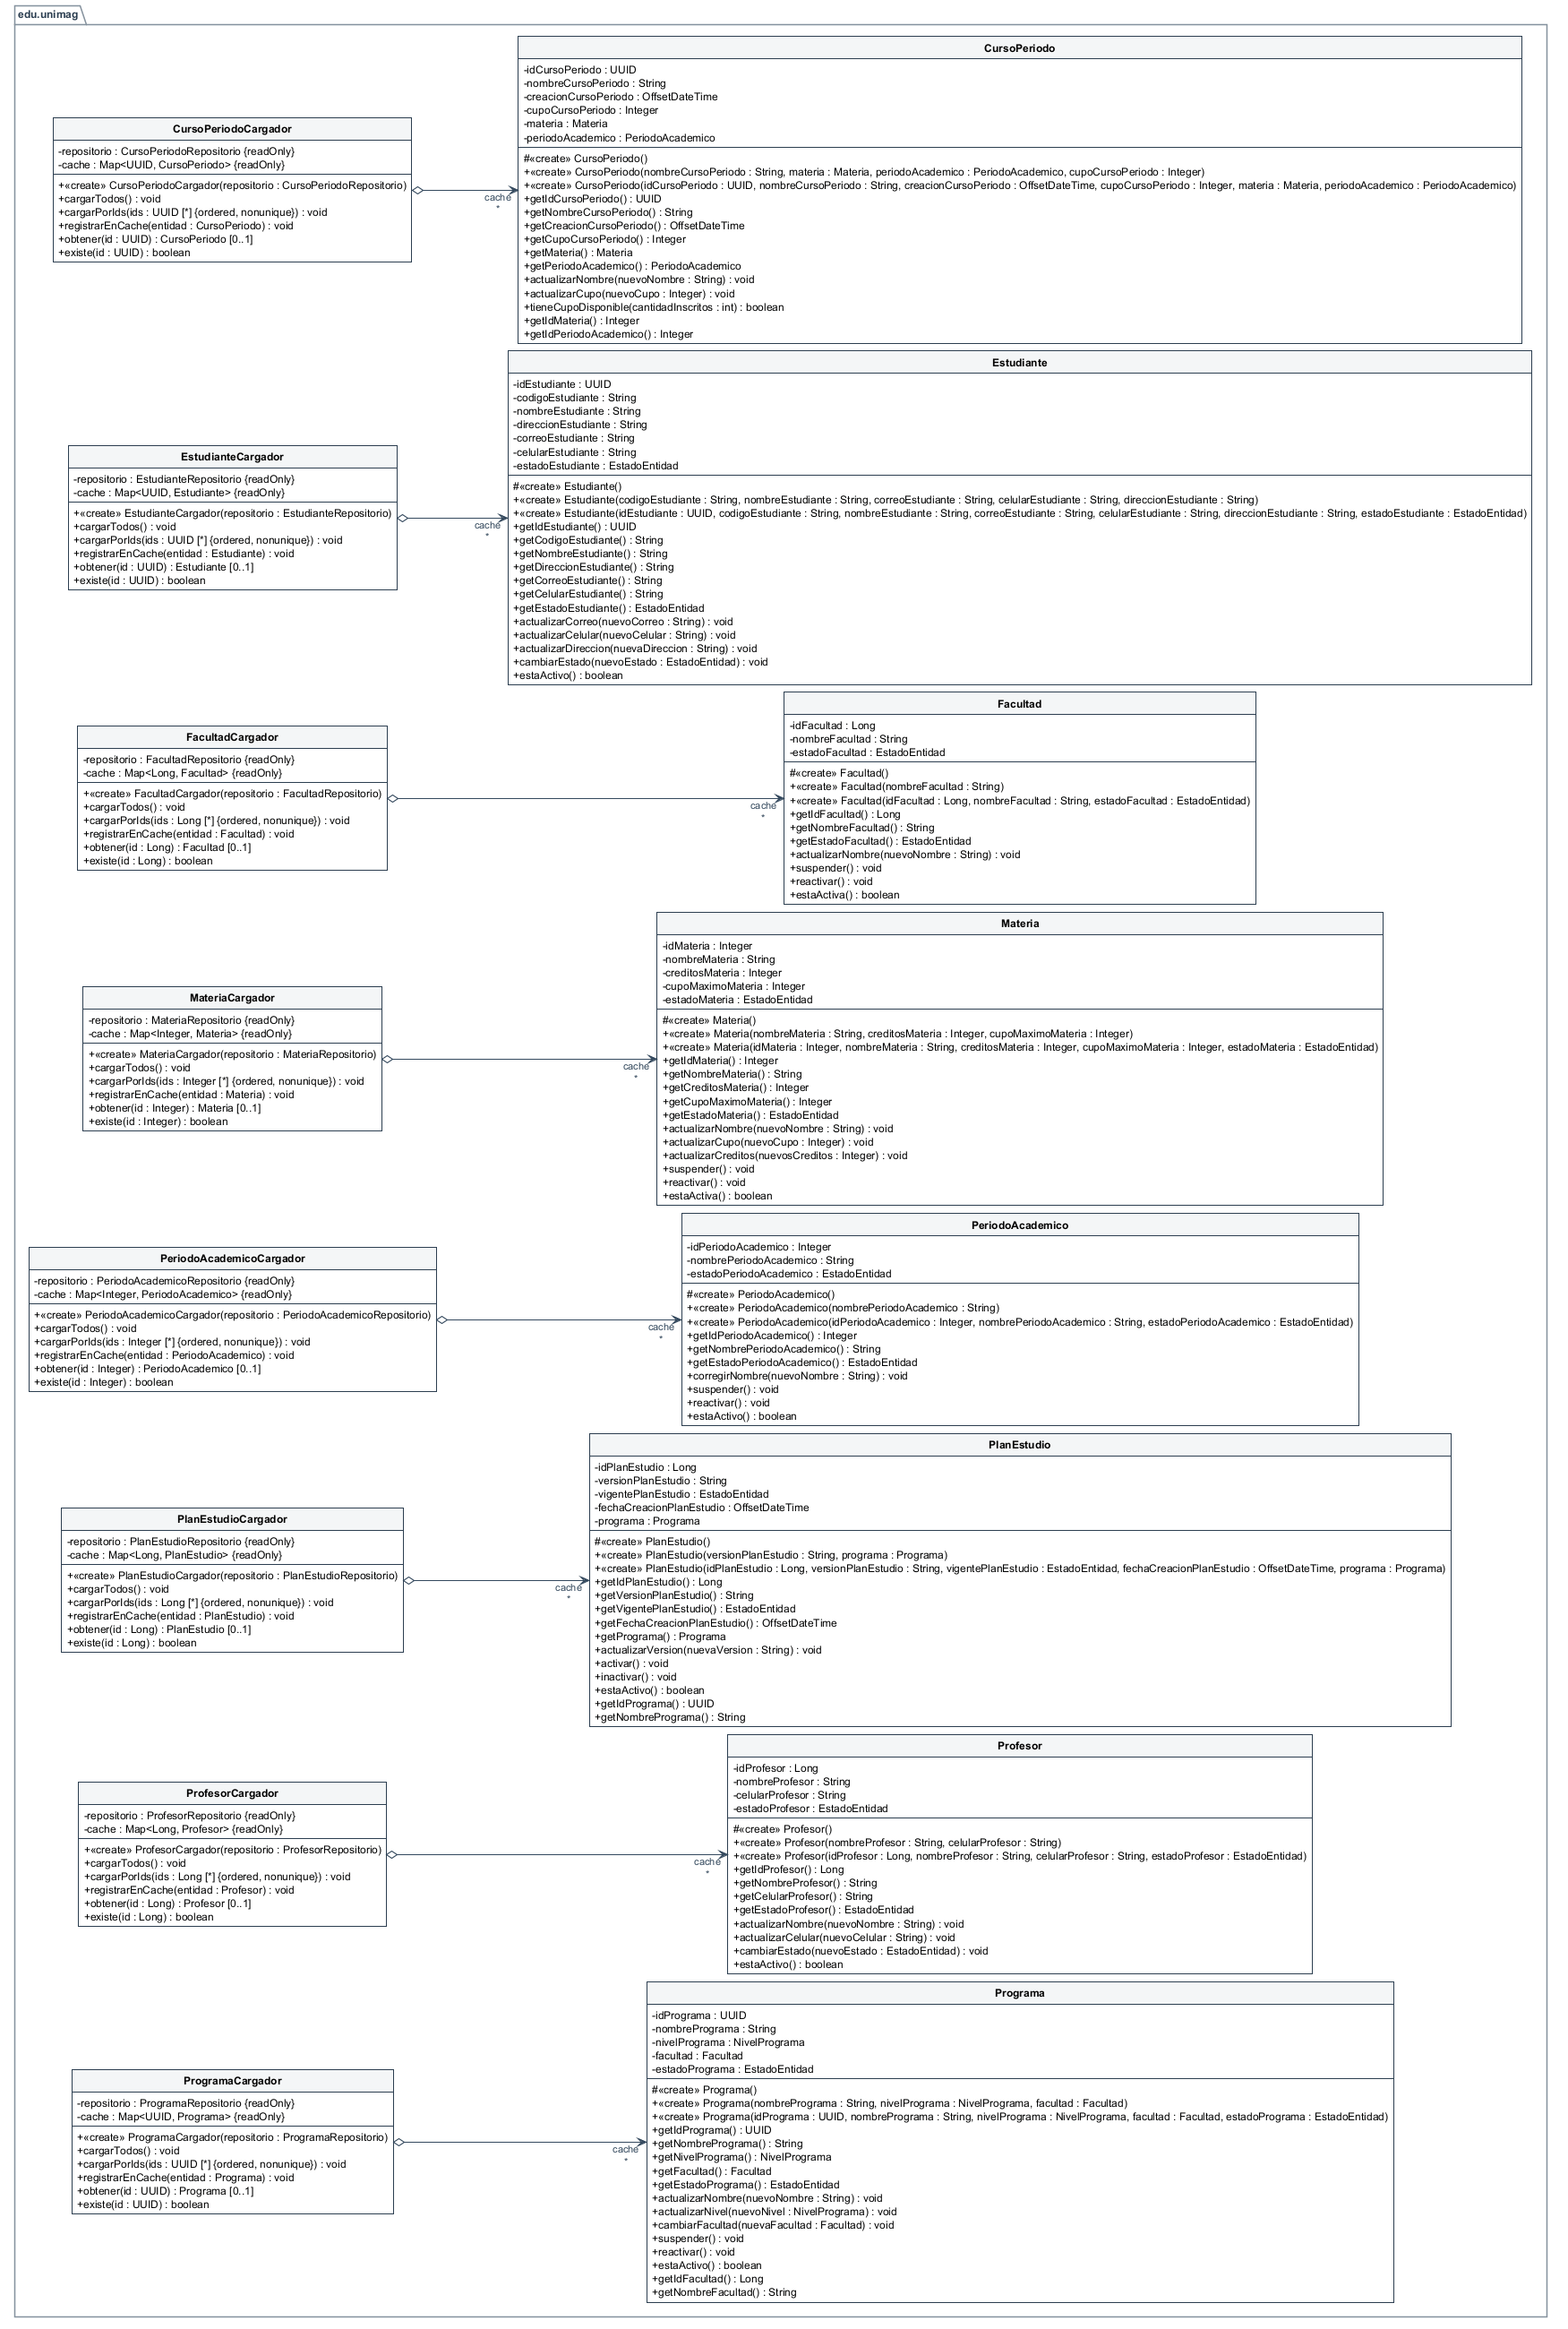 edu.unimag
CursoPeriodo
-idCursoPeriodo : UUID
-nombreCursoPeriodo : String
-creacionCursoPeriodo : OffsetDateTime
-cupoCursoPeriodo : Integer
-materia : Materia
-periodoAcademico : PeriodoAcademico
#«create» CursoPeriodo()
+«create» CursoPeriodo(nombreCursoPeriodo : String, materia : Materia, periodoAcademico : PeriodoAcademico, cupoCursoPeriodo : Integer)
+«create» CursoPeriodo(idCursoPeriodo : UUID, nombreCursoPeriodo : String, creacionCursoPeriodo : OffsetDateTime, cupoCursoPeriodo : Integer, materia : Materia, periodoAcademico : PeriodoAcademico)
+getIdCursoPeriodo() : UUID
+getNombreCursoPeriodo() : String
+getCreacionCursoPeriodo() : OffsetDateTime
+getCupoCursoPeriodo() : Integer
+getMateria() : Materia
+getPeriodoAcademico() : PeriodoAcademico
+actualizarNombre(nuevoNombre : String) : void
+actualizarCupo(nuevoCupo : Integer) : void
+tieneCupoDisponible(cantidadInscritos : int) : boolean
+getIdMateria() : Integer
+getIdPeriodoAcademico() : Integer
CursoPeriodoCargador
-repositorio : CursoPeriodoRepositorio {readOnly}
-cache : Map<UUID, CursoPeriodo> {readOnly}
+«create» CursoPeriodoCargador(repositorio : CursoPeriodoRepositorio)
+cargarTodos() : void
+cargarPorIds(ids : UUID [*] {ordered, nonunique}) : void
+registrarEnCache(entidad : CursoPeriodo) : void
+obtener(id : UUID) : CursoPeriodo [0..1]
+existe(id : UUID) : boolean
cache
*
Estudiante
-idEstudiante : UUID
-codigoEstudiante : String
-nombreEstudiante : String
-direccionEstudiante : String
-correoEstudiante : String
-celularEstudiante : String
-estadoEstudiante : EstadoEntidad
#«create» Estudiante()
+«create» Estudiante(codigoEstudiante : String, nombreEstudiante : String, correoEstudiante : String, celularEstudiante : String, direccionEstudiante : String)
+«create» Estudiante(idEstudiante : UUID, codigoEstudiante : String, nombreEstudiante : String, correoEstudiante : String, celularEstudiante : String, direccionEstudiante : String, estadoEstudiante : EstadoEntidad)
+getIdEstudiante() : UUID
+getCodigoEstudiante() : String
+getNombreEstudiante() : String
+getDireccionEstudiante() : String
+getCorreoEstudiante() : String
+getCelularEstudiante() : String
+getEstadoEstudiante() : EstadoEntidad
+actualizarCorreo(nuevoCorreo : String) : void
+actualizarCelular(nuevoCelular : String) : void
+actualizarDireccion(nuevaDireccion : String) : void
+cambiarEstado(nuevoEstado : EstadoEntidad) : void
+estaActivo() : boolean
EstudianteCargador
-repositorio : EstudianteRepositorio {readOnly}
-cache : Map<UUID, Estudiante> {readOnly}
+«create» EstudianteCargador(repositorio : EstudianteRepositorio)
+cargarTodos() : void
+cargarPorIds(ids : UUID [*] {ordered, nonunique}) : void
+registrarEnCache(entidad : Estudiante) : void
+obtener(id : UUID) : Estudiante [0..1]
+existe(id : UUID) : boolean
cache
*
Facultad
-idFacultad : Long
-nombreFacultad : String
-estadoFacultad : EstadoEntidad
#«create» Facultad()
+«create» Facultad(nombreFacultad : String)
+«create» Facultad(idFacultad : Long, nombreFacultad : String, estadoFacultad : EstadoEntidad)
+getIdFacultad() : Long
+getNombreFacultad() : String
+getEstadoFacultad() : EstadoEntidad
+actualizarNombre(nuevoNombre : String) : void
+suspender() : void
+reactivar() : void
+estaActiva() : boolean
FacultadCargador
-repositorio : FacultadRepositorio {readOnly}
-cache : Map<Long, Facultad> {readOnly}
+«create» FacultadCargador(repositorio : FacultadRepositorio)
+cargarTodos() : void
+cargarPorIds(ids : Long [*] {ordered, nonunique}) : void
+registrarEnCache(entidad : Facultad) : void
+obtener(id : Long) : Facultad [0..1]
+existe(id : Long) : boolean
cache
*
Materia
-idMateria : Integer
-nombreMateria : String
-creditosMateria : Integer
-cupoMaximoMateria : Integer
-estadoMateria : EstadoEntidad
#«create» Materia()
+«create» Materia(nombreMateria : String, creditosMateria : Integer, cupoMaximoMateria : Integer)
+«create» Materia(idMateria : Integer, nombreMateria : String, creditosMateria : Integer, cupoMaximoMateria : Integer, estadoMateria : EstadoEntidad)
+getIdMateria() : Integer
+getNombreMateria() : String
+getCreditosMateria() : Integer
+getCupoMaximoMateria() : Integer
+getEstadoMateria() : EstadoEntidad
+actualizarNombre(nuevoNombre : String) : void
+actualizarCupo(nuevoCupo : Integer) : void
+actualizarCreditos(nuevosCreditos : Integer) : void
+suspender() : void
+reactivar() : void
+estaActiva() : boolean
MateriaCargador
-repositorio : MateriaRepositorio {readOnly}
-cache : Map<Integer, Materia> {readOnly}
+«create» MateriaCargador(repositorio : MateriaRepositorio)
+cargarTodos() : void
+cargarPorIds(ids : Integer [*] {ordered, nonunique}) : void
+registrarEnCache(entidad : Materia) : void
+obtener(id : Integer) : Materia [0..1]
+existe(id : Integer) : boolean
cache
*
PeriodoAcademico
-idPeriodoAcademico : Integer
-nombrePeriodoAcademico : String
-estadoPeriodoAcademico : EstadoEntidad
#«create» PeriodoAcademico()
+«create» PeriodoAcademico(nombrePeriodoAcademico : String)
+«create» PeriodoAcademico(idPeriodoAcademico : Integer, nombrePeriodoAcademico : String, estadoPeriodoAcademico : EstadoEntidad)
+getIdPeriodoAcademico() : Integer
+getNombrePeriodoAcademico() : String
+getEstadoPeriodoAcademico() : EstadoEntidad
+corregirNombre(nuevoNombre : String) : void
+suspender() : void
+reactivar() : void
+estaActivo() : boolean
PeriodoAcademicoCargador
-repositorio : PeriodoAcademicoRepositorio {readOnly}
-cache : Map<Integer, PeriodoAcademico> {readOnly}
+«create» PeriodoAcademicoCargador(repositorio : PeriodoAcademicoRepositorio)
+cargarTodos() : void
+cargarPorIds(ids : Integer [*] {ordered, nonunique}) : void
+registrarEnCache(entidad : PeriodoAcademico) : void
+obtener(id : Integer) : PeriodoAcademico [0..1]
+existe(id : Integer) : boolean
cache
*
PlanEstudio
-idPlanEstudio : Long
-versionPlanEstudio : String
-vigentePlanEstudio : EstadoEntidad
-fechaCreacionPlanEstudio : OffsetDateTime
-programa : Programa
#«create» PlanEstudio()
+«create» PlanEstudio(versionPlanEstudio : String, programa : Programa)
+«create» PlanEstudio(idPlanEstudio : Long, versionPlanEstudio : String, vigentePlanEstudio : EstadoEntidad, fechaCreacionPlanEstudio : OffsetDateTime, programa : Programa)
+getIdPlanEstudio() : Long
+getVersionPlanEstudio() : String
+getVigentePlanEstudio() : EstadoEntidad
+getFechaCreacionPlanEstudio() : OffsetDateTime
+getPrograma() : Programa
+actualizarVersion(nuevaVersion : String) : void
+activar() : void
+inactivar() : void
+estaActivo() : boolean
+getIdPrograma() : UUID
+getNombrePrograma() : String
PlanEstudioCargador
-repositorio : PlanEstudioRepositorio {readOnly}
-cache : Map<Long, PlanEstudio> {readOnly}
+«create» PlanEstudioCargador(repositorio : PlanEstudioRepositorio)
+cargarTodos() : void
+cargarPorIds(ids : Long [*] {ordered, nonunique}) : void
+registrarEnCache(entidad : PlanEstudio) : void
+obtener(id : Long) : PlanEstudio [0..1]
+existe(id : Long) : boolean
cache
*
Profesor
-idProfesor : Long
-nombreProfesor : String
-celularProfesor : String
-estadoProfesor : EstadoEntidad
#«create» Profesor()
+«create» Profesor(nombreProfesor : String, celularProfesor : String)
+«create» Profesor(idProfesor : Long, nombreProfesor : String, celularProfesor : String, estadoProfesor : EstadoEntidad)
+getIdProfesor() : Long
+getNombreProfesor() : String
+getCelularProfesor() : String
+getEstadoProfesor() : EstadoEntidad
+actualizarNombre(nuevoNombre : String) : void
+actualizarCelular(nuevoCelular : String) : void
+cambiarEstado(nuevoEstado : EstadoEntidad) : void
+estaActivo() : boolean
ProfesorCargador
-repositorio : ProfesorRepositorio {readOnly}
-cache : Map<Long, Profesor> {readOnly}
+«create» ProfesorCargador(repositorio : ProfesorRepositorio)
+cargarTodos() : void
+cargarPorIds(ids : Long [*] {ordered, nonunique}) : void
+registrarEnCache(entidad : Profesor) : void
+obtener(id : Long) : Profesor [0..1]
+existe(id : Long) : boolean
cache
*
Programa
-idPrograma : UUID
-nombrePrograma : String
-nivelPrograma : NivelPrograma
-facultad : Facultad
-estadoPrograma : EstadoEntidad
#«create» Programa()
+«create» Programa(nombrePrograma : String, nivelPrograma : NivelPrograma, facultad : Facultad)
+«create» Programa(idPrograma : UUID, nombrePrograma : String, nivelPrograma : NivelPrograma, facultad : Facultad, estadoPrograma : EstadoEntidad)
+getIdPrograma() : UUID
+getNombrePrograma() : String
+getNivelPrograma() : NivelPrograma
+getFacultad() : Facultad
+getEstadoPrograma() : EstadoEntidad
+actualizarNombre(nuevoNombre : String) : void
+actualizarNivel(nuevoNivel : NivelPrograma) : void
+cambiarFacultad(nuevaFacultad : Facultad) : void
+suspender() : void
+reactivar() : void
+estaActivo() : boolean
+getIdFacultad() : Long
+getNombreFacultad() : String
ProgramaCargador
-repositorio : ProgramaRepositorio {readOnly}
-cache : Map<UUID, Programa> {readOnly}
+«create» ProgramaCargador(repositorio : ProgramaRepositorio)
+cargarTodos() : void
+cargarPorIds(ids : UUID [*] {ordered, nonunique}) : void
+registrarEnCache(entidad : Programa) : void
+obtener(id : UUID) : Programa [0..1]
+existe(id : UUID) : boolean
cache
*